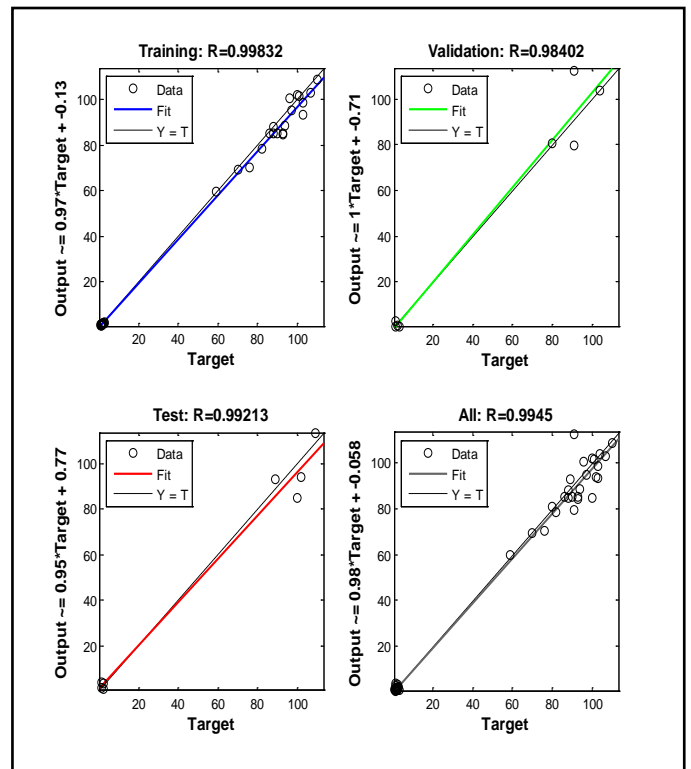 Training: R=0.99832
Output ~= 0.97*Target + -0.13
Data
Fit
Y = T
100
80
60
40
20
20 40 60 80 100
Target
Validation: R=0.98402
Output ~= 1*Target + -0.71
Data
Fit
Y = T
100
80
60
40
20
20 40 60 80 100
Target
Test: R=0.99213
Output ~= 0.95*Target + 0.77
Data
Fit
Y = T
100
80
60
40
20
20 40 60 80 100
Target
All: R=0.9945
Output ~= 0.98*Target + -0.058
Data
Fit
Y = T
100
80
60
40
20
20 40 60 80 100
Target